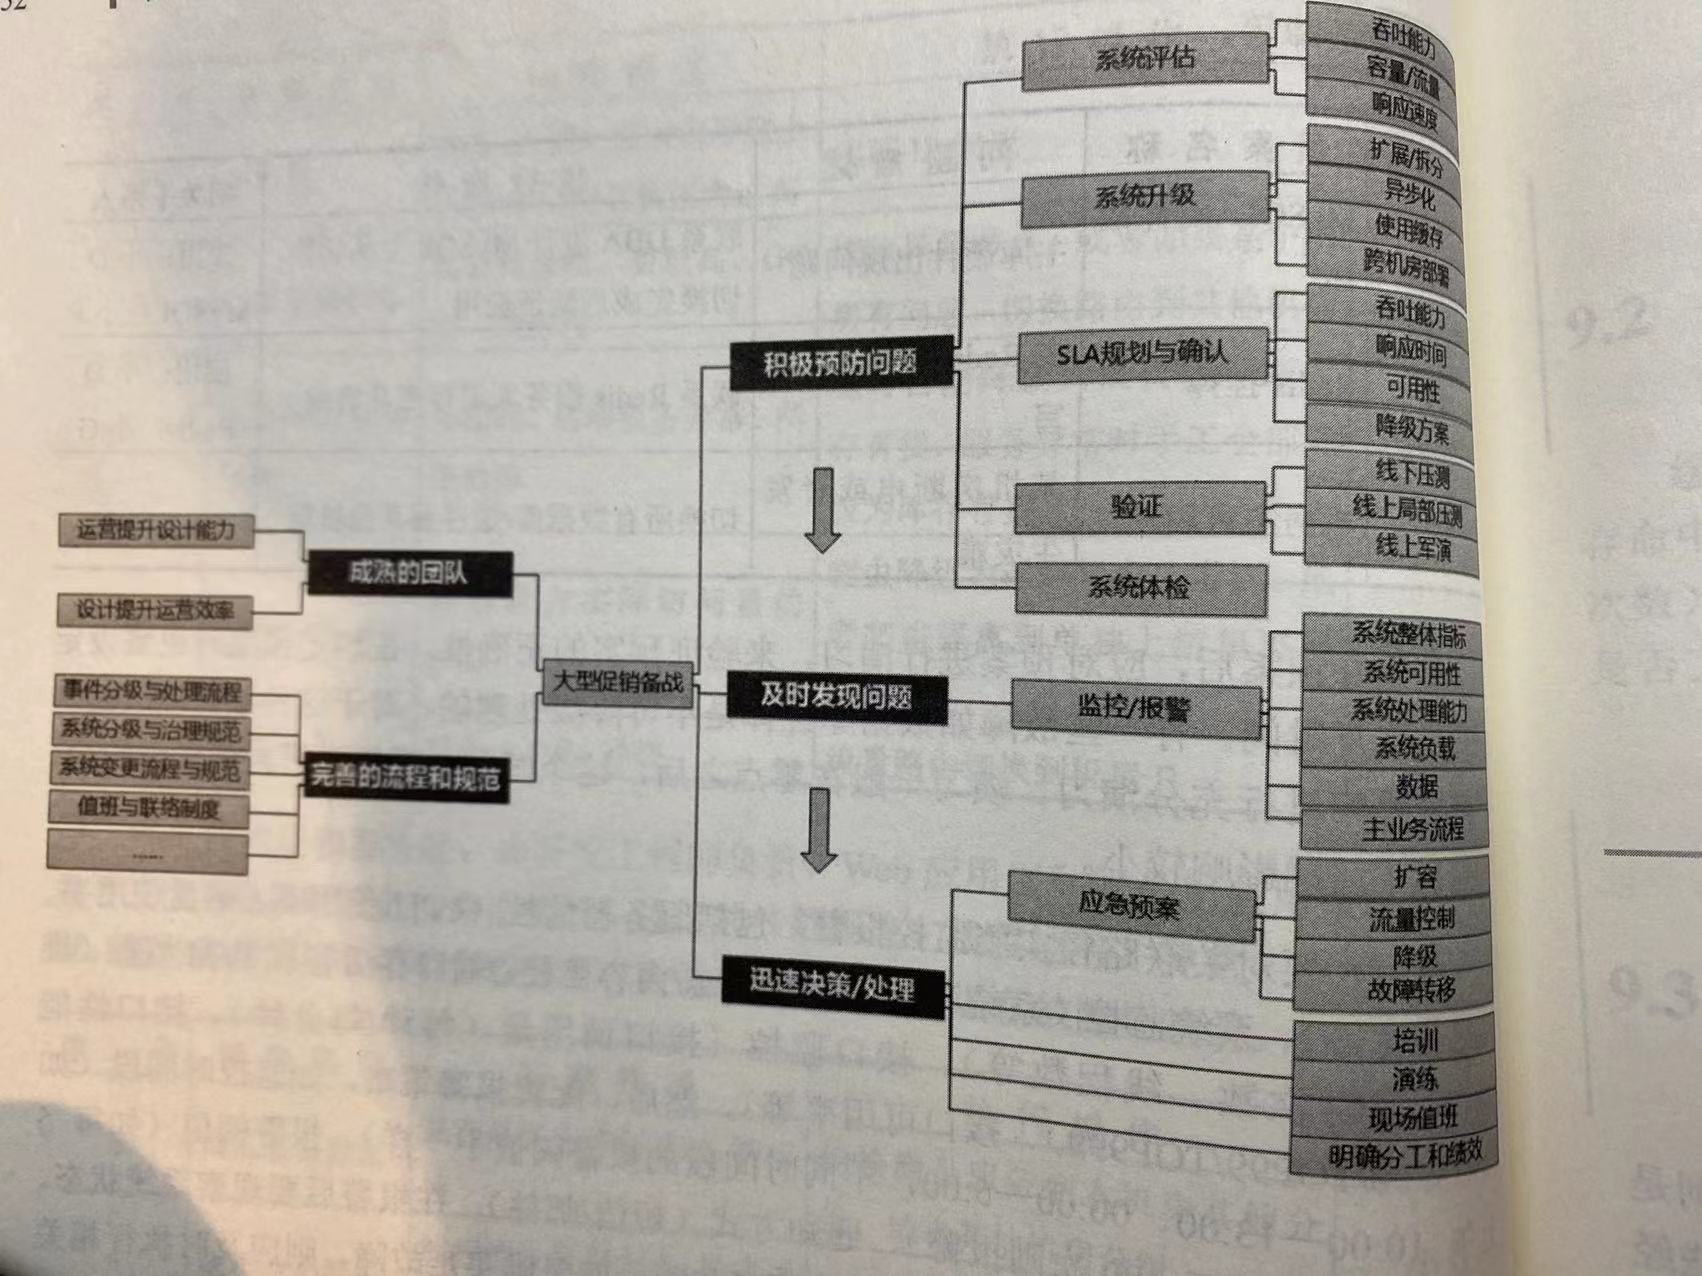 运营提升设计能力
设计提升运营效率
成熟的团队
事件分级与处理流程
系统分级与治理规范
系统变更流程与规范
值班与联络制度
……
完善的流程和规范
大型促销备战
积极预防问题
系统评估
吞吐能力
容量/流量
响应速度
系统升级
扩展/拆分
异步化
使用缓存
跨机房部署
SLA规划与确认
吞吐能力
响应时间
可用性
降级方案
验证
线下压测
线上局部压测
线上军演
系统体检
及时发现问题
监控/报警
系统整体指标
系统可用性
系统处理能力
系统负载
数据
主业务流程
迅速决策/处理
应急预案
扩容
流量控制
降级
故障转移
培训
演练
现场值班
明确分工和绩效
9.2
9.3